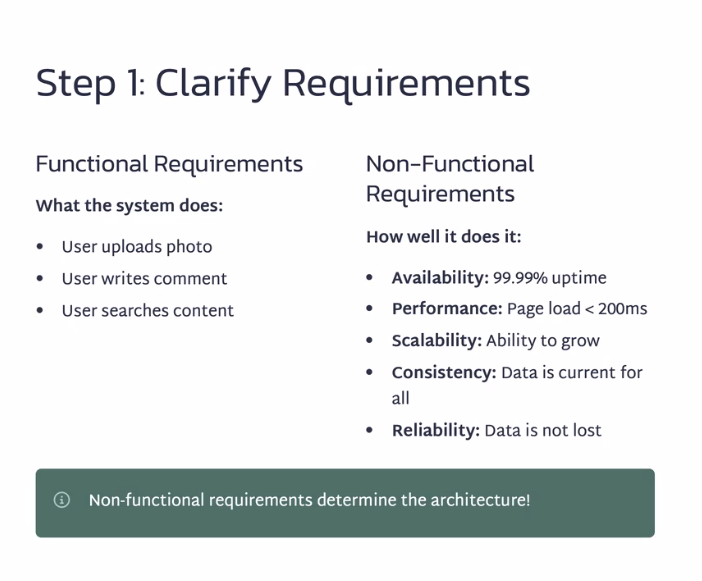 Step 1: Clarify Requirements
Functional Requirements
What the system does:
• User uploads photo
• User writes comment
• User searches content
Non-Functional
Requirements
How well it does it:
• Availability: 99.99% uptime
• Performance: Page load < 200ms
• Scalability: Ability to grow
• Consistency: Data is current for
all
• Reliability: Data is not lost
Non-functional requirements determine the architecture!